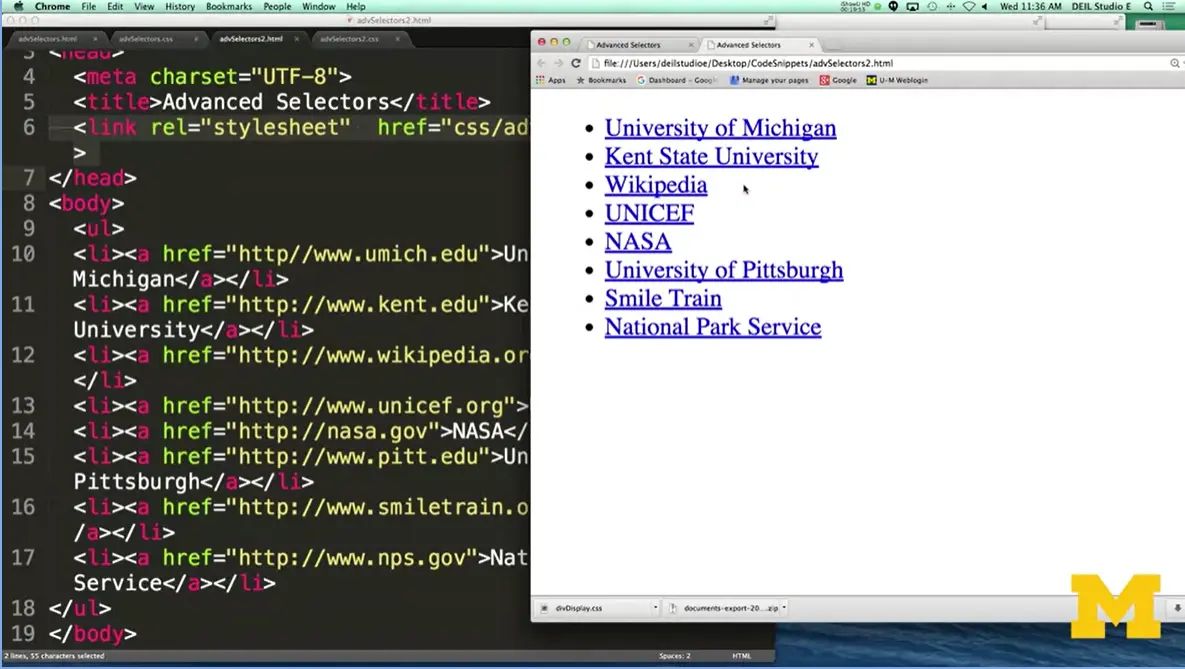 Chrome File Edit View History Bookmarks People Window Help
Wed 11:36 AM DEIL Studio E
advSelectors2.html
advSelectors.html advSelectors.css advSelectors2.html advSelectors2.css
3 <head>
4 <meta charset="UTF-8">
5 <title>Advanced Selectors</title>
6 <link rel="stylesheet" href="css/ad
>
7 </head>
8 <body>
9 <ul>
10 <li><a href="http//www.umich.edu">Un
Michigan</a></li>
11 <li><a href="http://www.kent.edu">Ke
University</a></li>
12 <li><a href="http://www.wikipedia.or
</li>
13 <li><a href="http://www.unicef.org">
14 <li><a href="http://nasa.gov">NASA</
15 <li><a href="http://www.pitt.edu">Un
Pittsburgh</a></li>
16 <li><a href="http://www.smiletrain.o
/a></li>
17 <li><a href="http://www.nps.gov">Nat
Service</a></li>
18 </ul>
19 </body>
2 lines, 55 characters selected Spaces: 2 HTML
Advanced Selectors Advanced Selectors
file:///Users/deilstudioe/Desktop/CodeSnippets/advSelectors2.html
Apps Bookmarks Dashboard - Google Manage your pages Google U-M Weblogin
University of Michigan
Kent State University
Wikipedia
UNICEF
NASA
University of Pittsburgh
Smile Train
National Park Service
divDisplay.css documents-export-20....zip
M